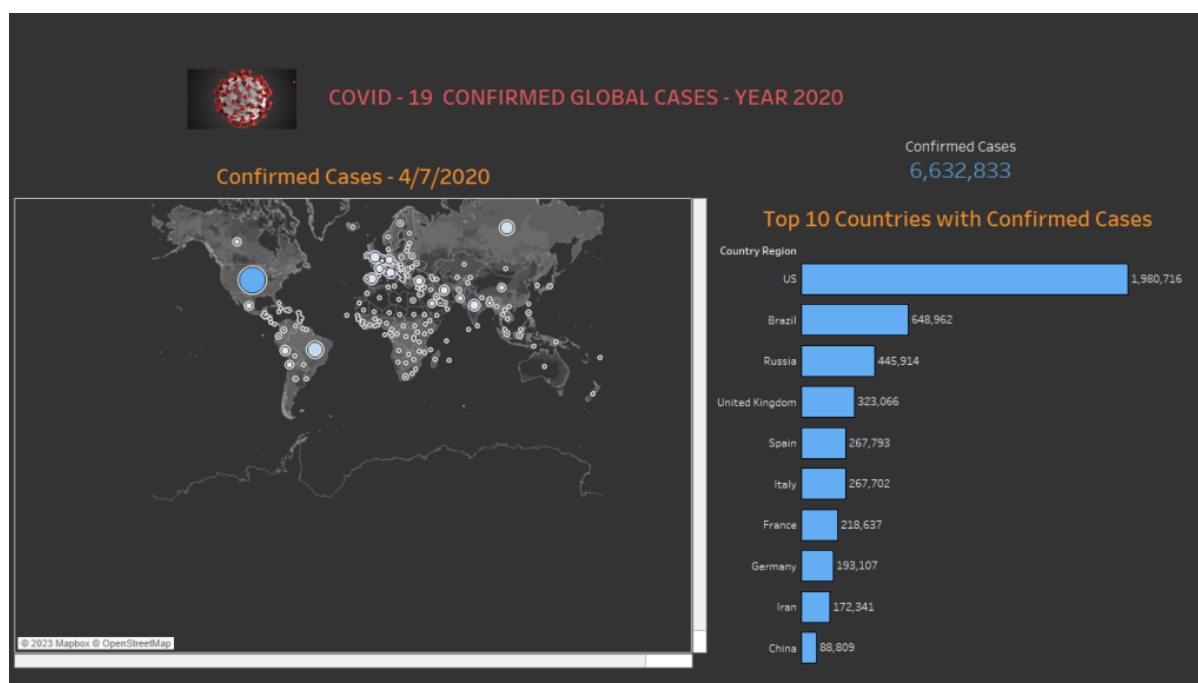 COVID - 19 CONFIRMED GLOBAL CASES - YEAR 2020
Confirmed Cases
6,632,833
Confirmed Cases - 4/7/2020
Top 10 Countries with Confirmed Cases
Country Region
US 1,980,716
Brazil 648,962
Russia 445,914
United Kingdom 323,066
Spain 267,793
Italy 267,702
France 218,637
Germany 193,107
Iran 172,341
China 88,809
© 2023 Mapbox © OpenStreetMap